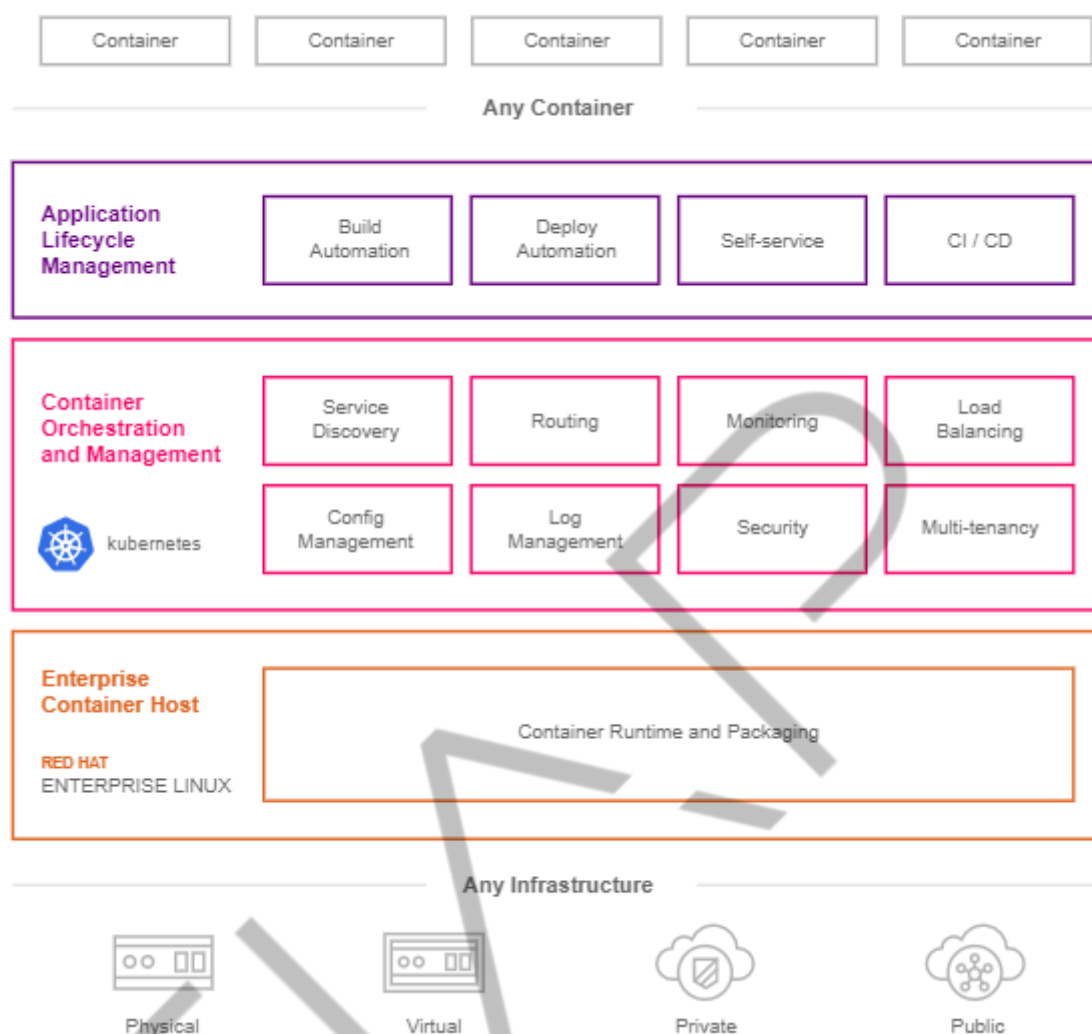 Container Container Container Container Container
Any Container
Application
Lifecycle
Management
Build
Automation
Deploy
Automation
Self-service
CI / CD
Container
Orchestration
and Management
kubernetes
Service
Discovery
Routing
Monitoring
Load
Balancing
Config
Management
Log
Management
Security
Multi-tenancy
Enterprise
Container Host
RED HAT
ENTERPRISE LINUX
Container Runtime and Packaging
Any Infrastructure
Physical Virtual Private Public